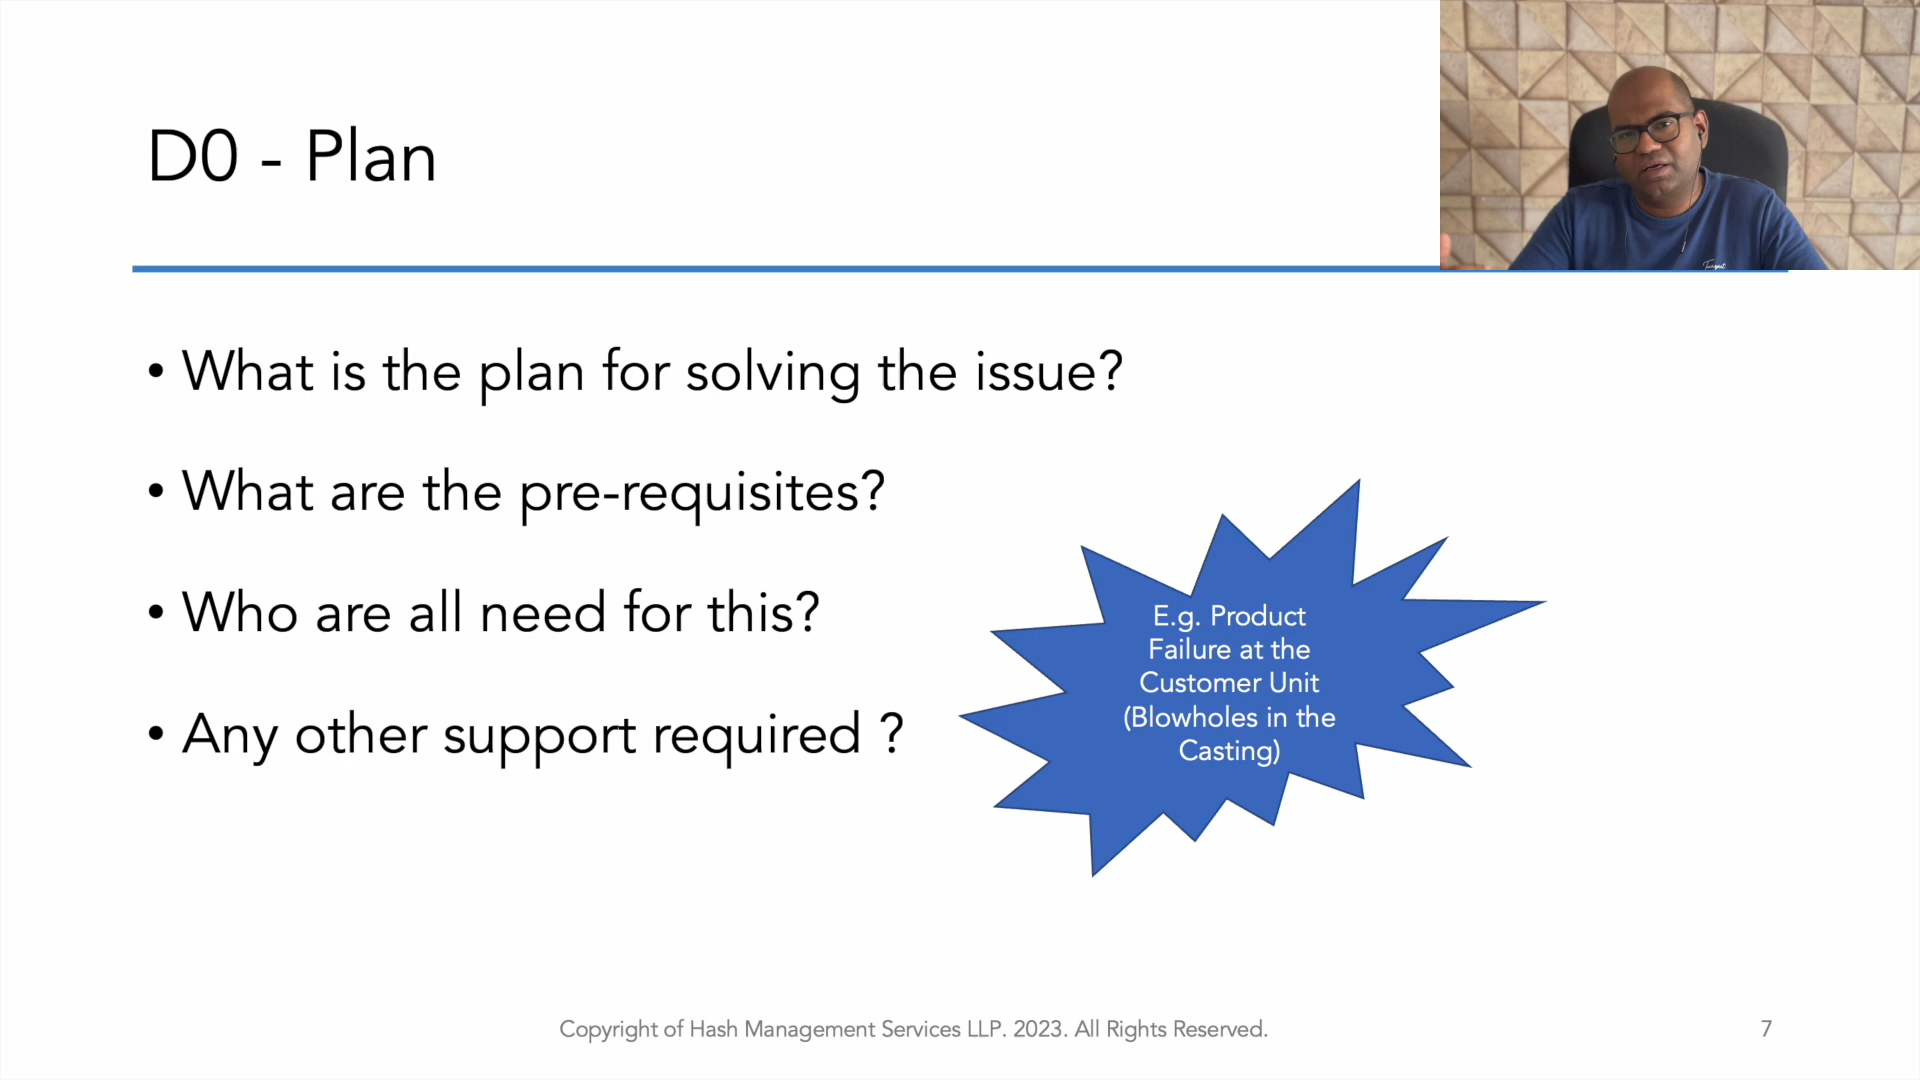 D0 - Plan
• What is the plan for solving the issue?
• What are the pre-requisites?
• Who are all need for this?
• Any other support required ?
E.g. Product
Failure at the
Customer Unit
(Blowholes in the
Casting)
Copyright of Hash Management Services LLP. 2023. All Rights Reserved.
7